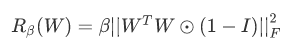 R_β(W) = β||W^T W ⊙ (1 − I)||_F^2